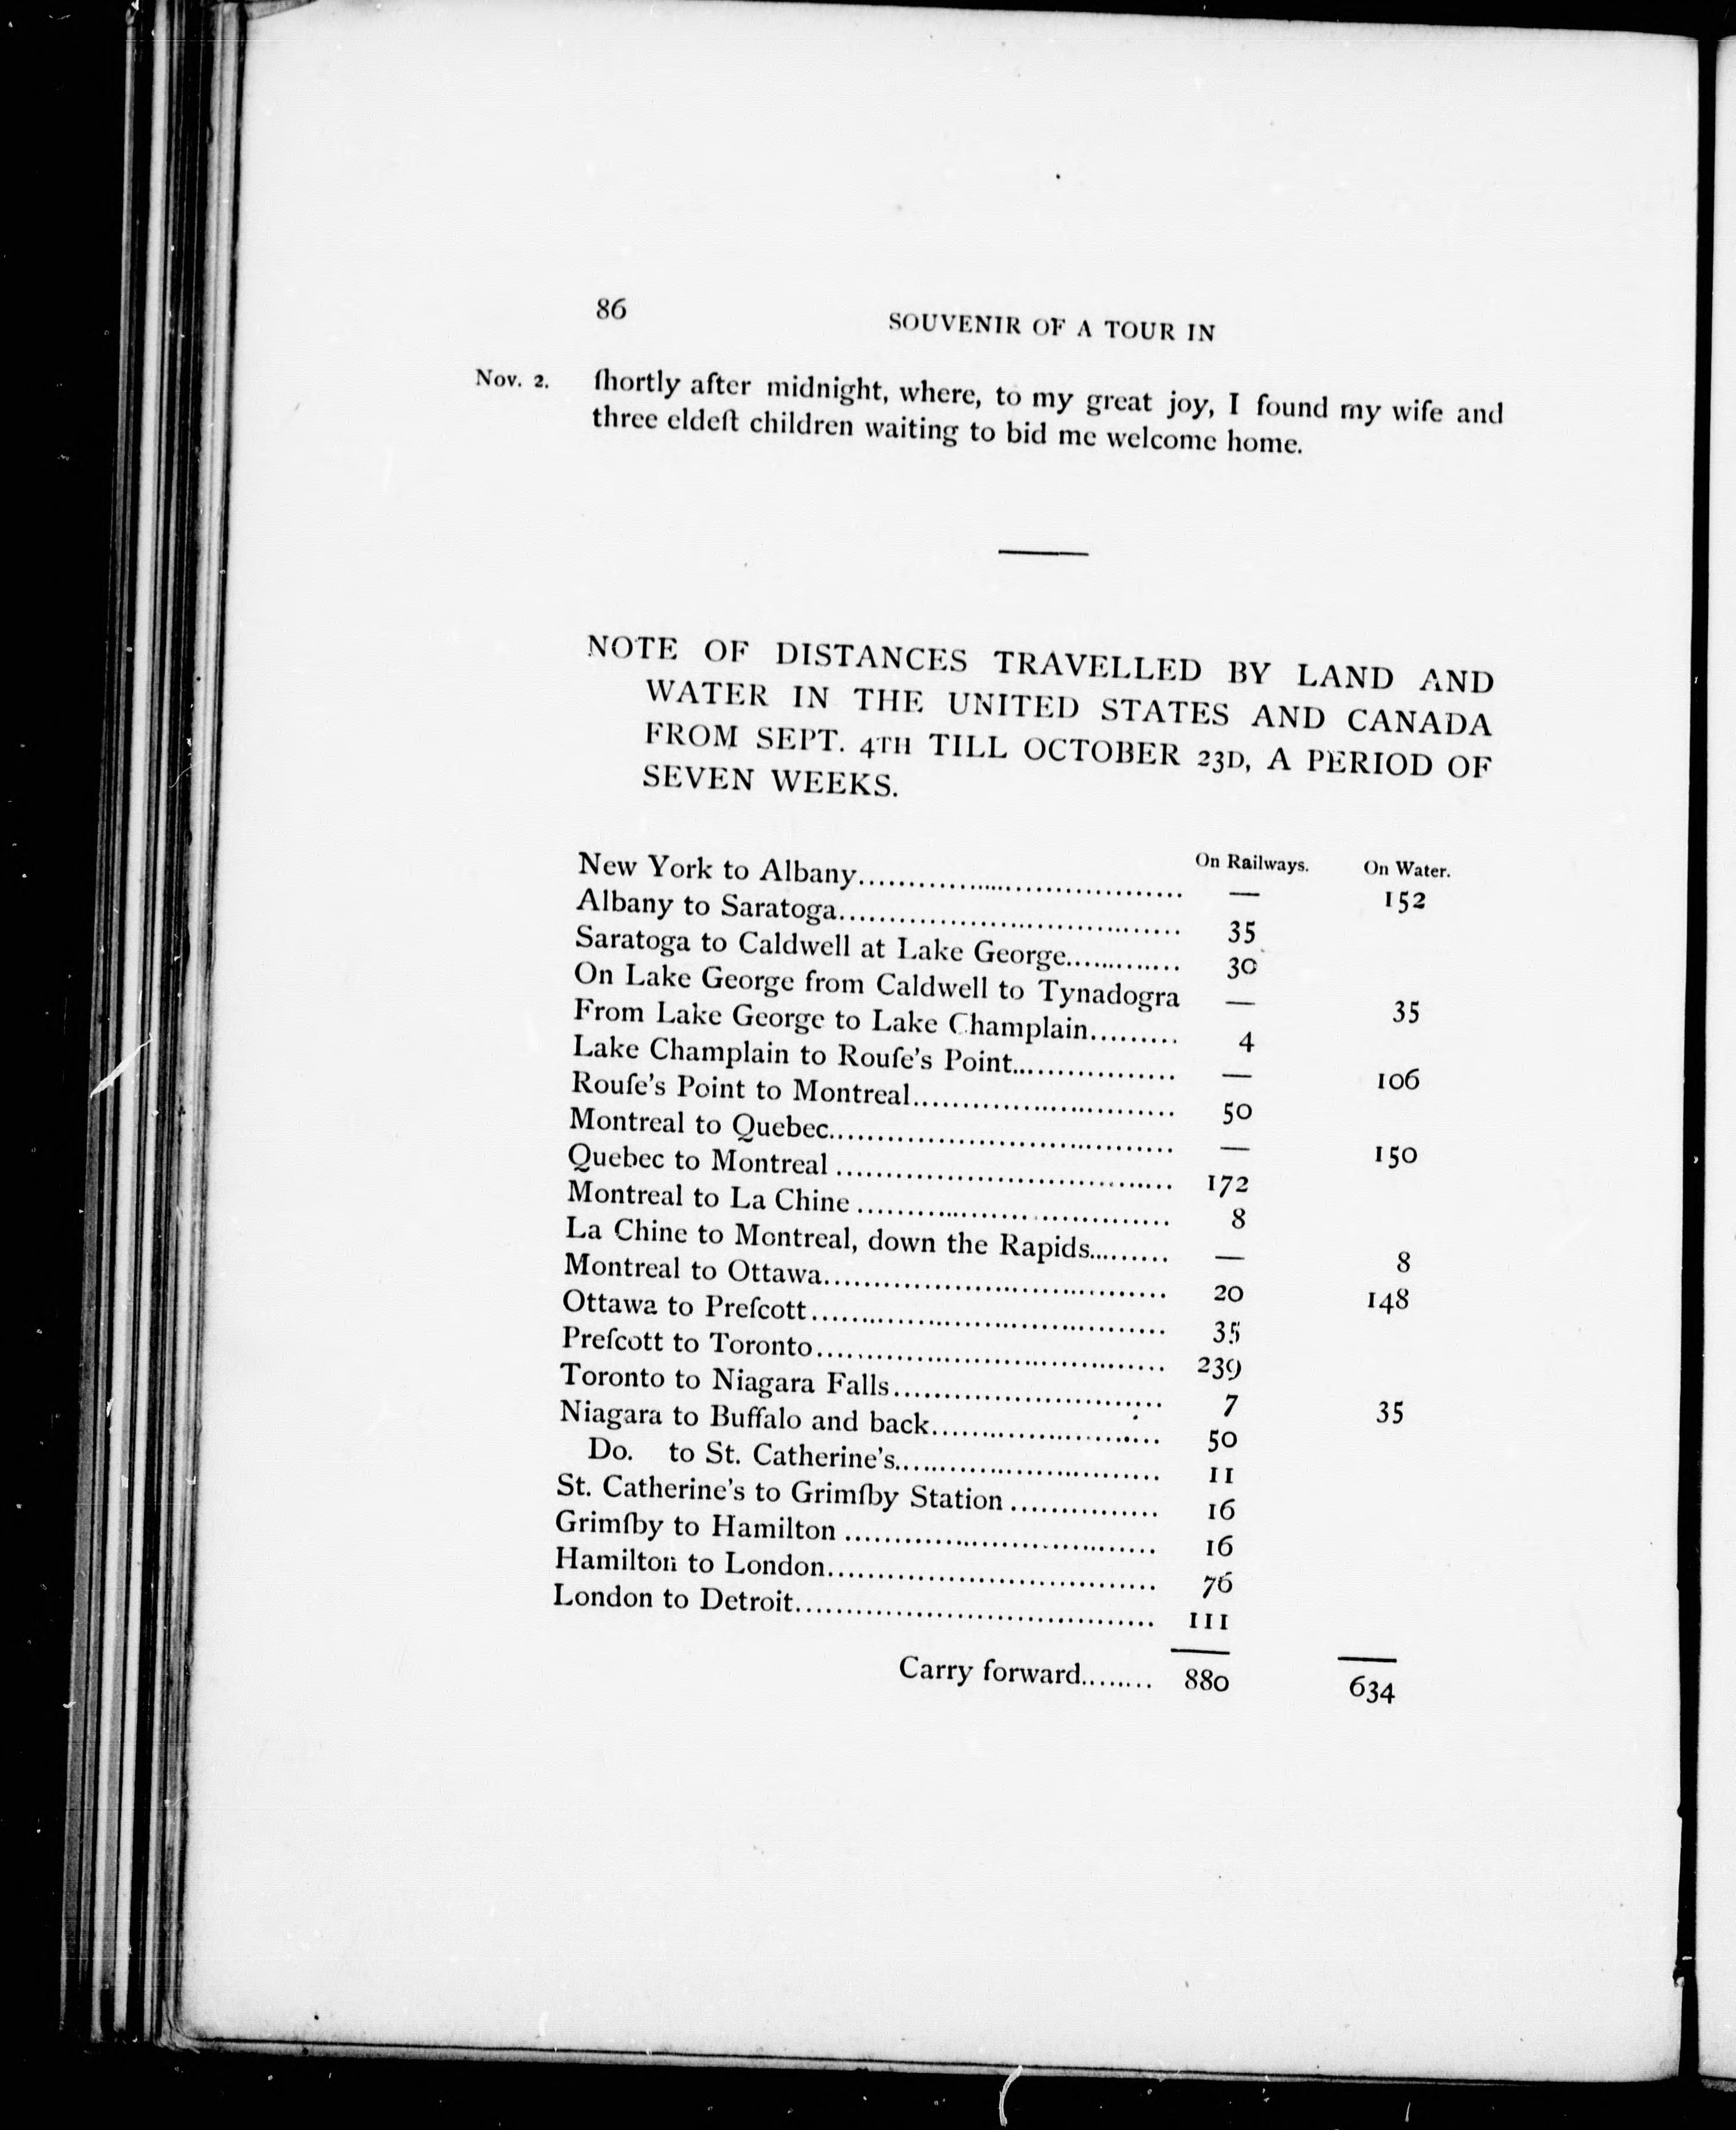 86 SOUVENIR OF A TOUR IN
Nov. 2. ſhortly after midnight, where, to my great joy, I found my wife and
three eldeſt children waiting to bid me welcome home.
NOTE OF DISTANCES TRAVELLED BY LAND AND
WATER IN THE UNITED STATES AND CANADA
FROM SEPT. 4TH TILL OCTOBER 23D, A PERIOD OF
SEVEN WEEKS.
On Railways. On Water.
New York to Albany........ — 152
Albany to Saratoga........ 35
Saratoga to Caldwell at Lake George........ 30
On Lake George from Caldwell to Tynadogra — 35
From Lake George to Lake Champlain........ 4
Lake Champlain to Rouſe's Point........ — 106
Rouſe's Point to Montreal........ 50
Montreal to Quebec........ — 150
Quebec to Montreal ........ 172
Montreal to La Chine ........ 8
La Chine to Montreal, down the Rapids........ — 8
Montreal to Ottawa........ 20 148
Ottawa to Preſcott........ 35
Preſcott to Toronto........ 239
Toronto to Niagara Falls........ 7 35
Niagara to Buffalo and back........ 50
Do. to St. Catherine's........ 11
St. Catherine's to Grimſby Station ........ 16
Grimſby to Hamilton ........ 16
Hamilton to London........ 76
London to Detroit........ 111
Carry forward........ 880 634